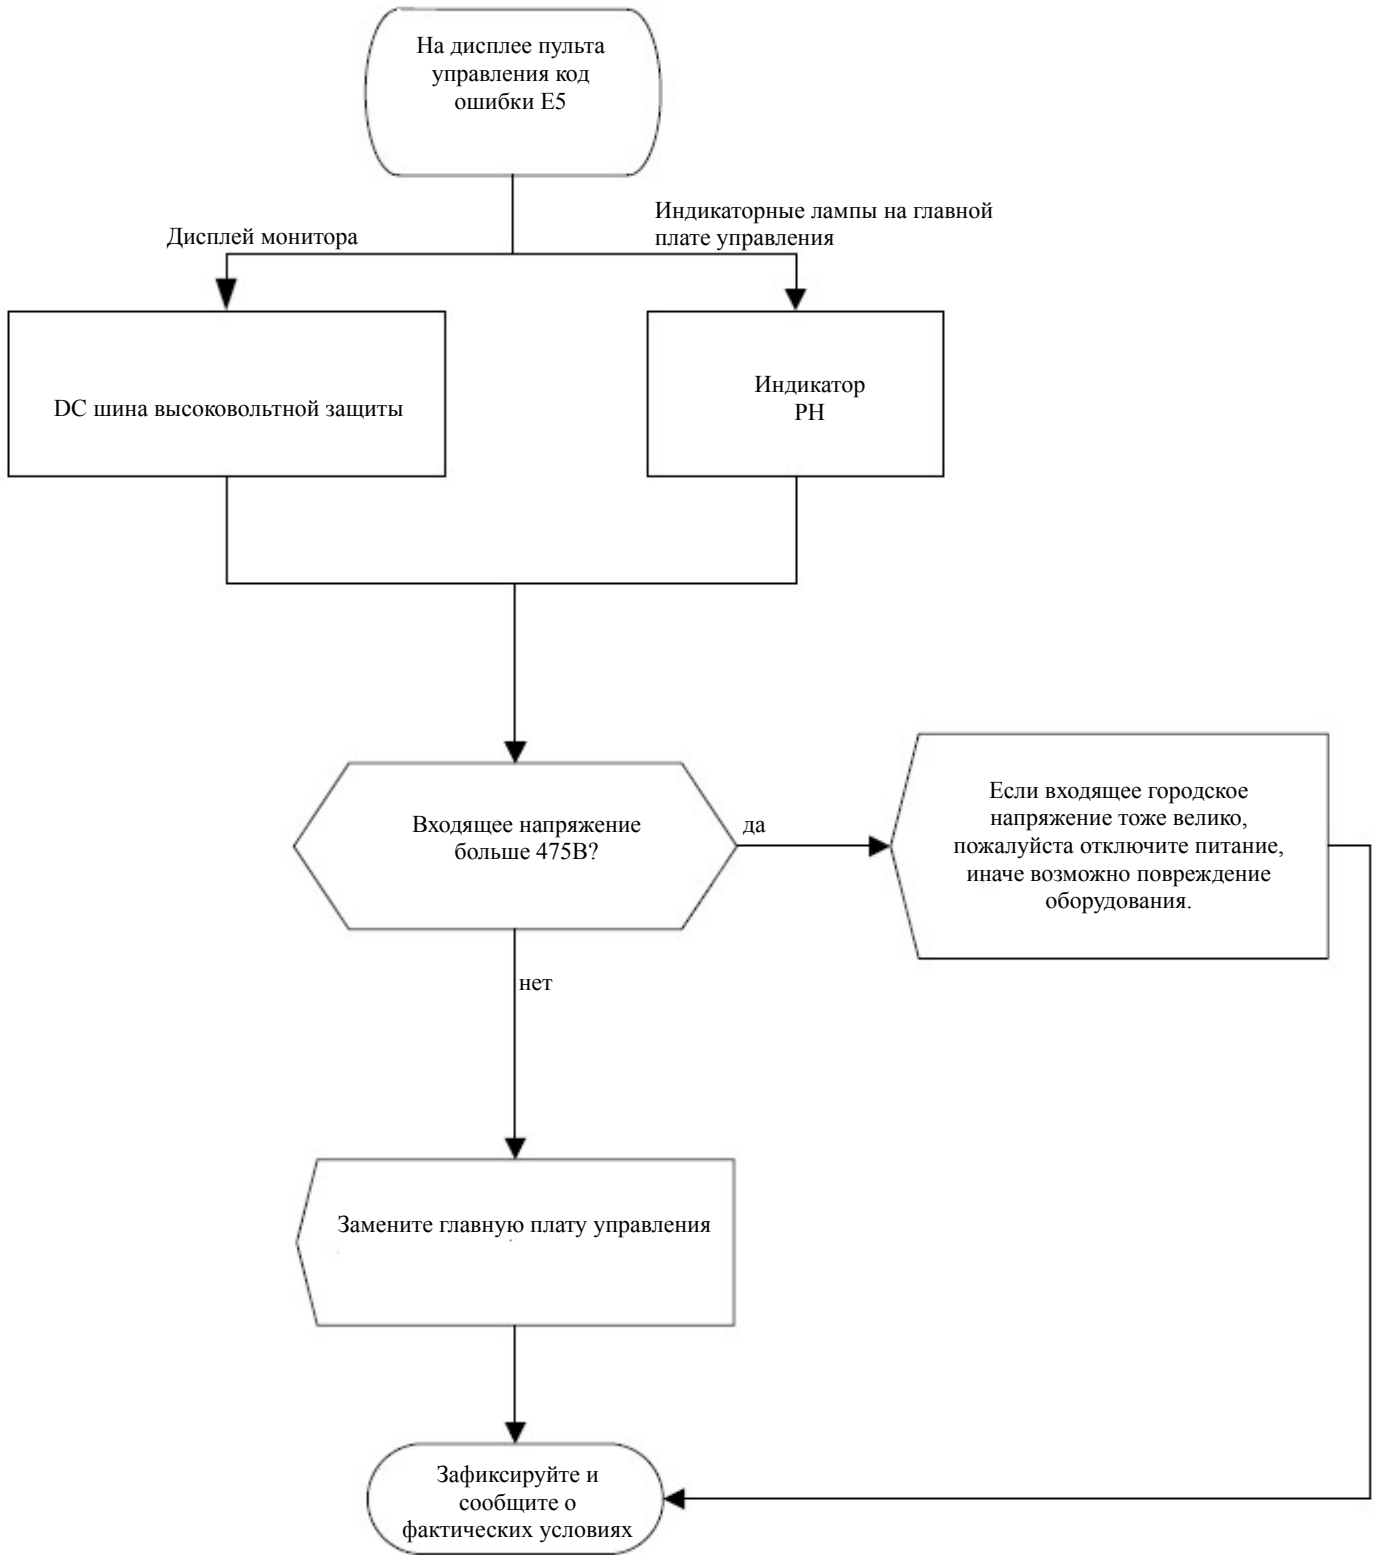 На дисплее пульта
управления код
ошибки E5
Дисплей монитора
Индикаторные лампы на главной
плате управления
DC шина высоковольтной защиты
Индикатор
PH
Входящее напряжение
больше 475В?
да
Если входящее городское
напряжение тоже велико,
пожалуйста отключите питание,
иначе возможно повреждение
оборудования.
нет
Замените главную плату управления
Зафиксируйте и
сообщите о
фактических условиях